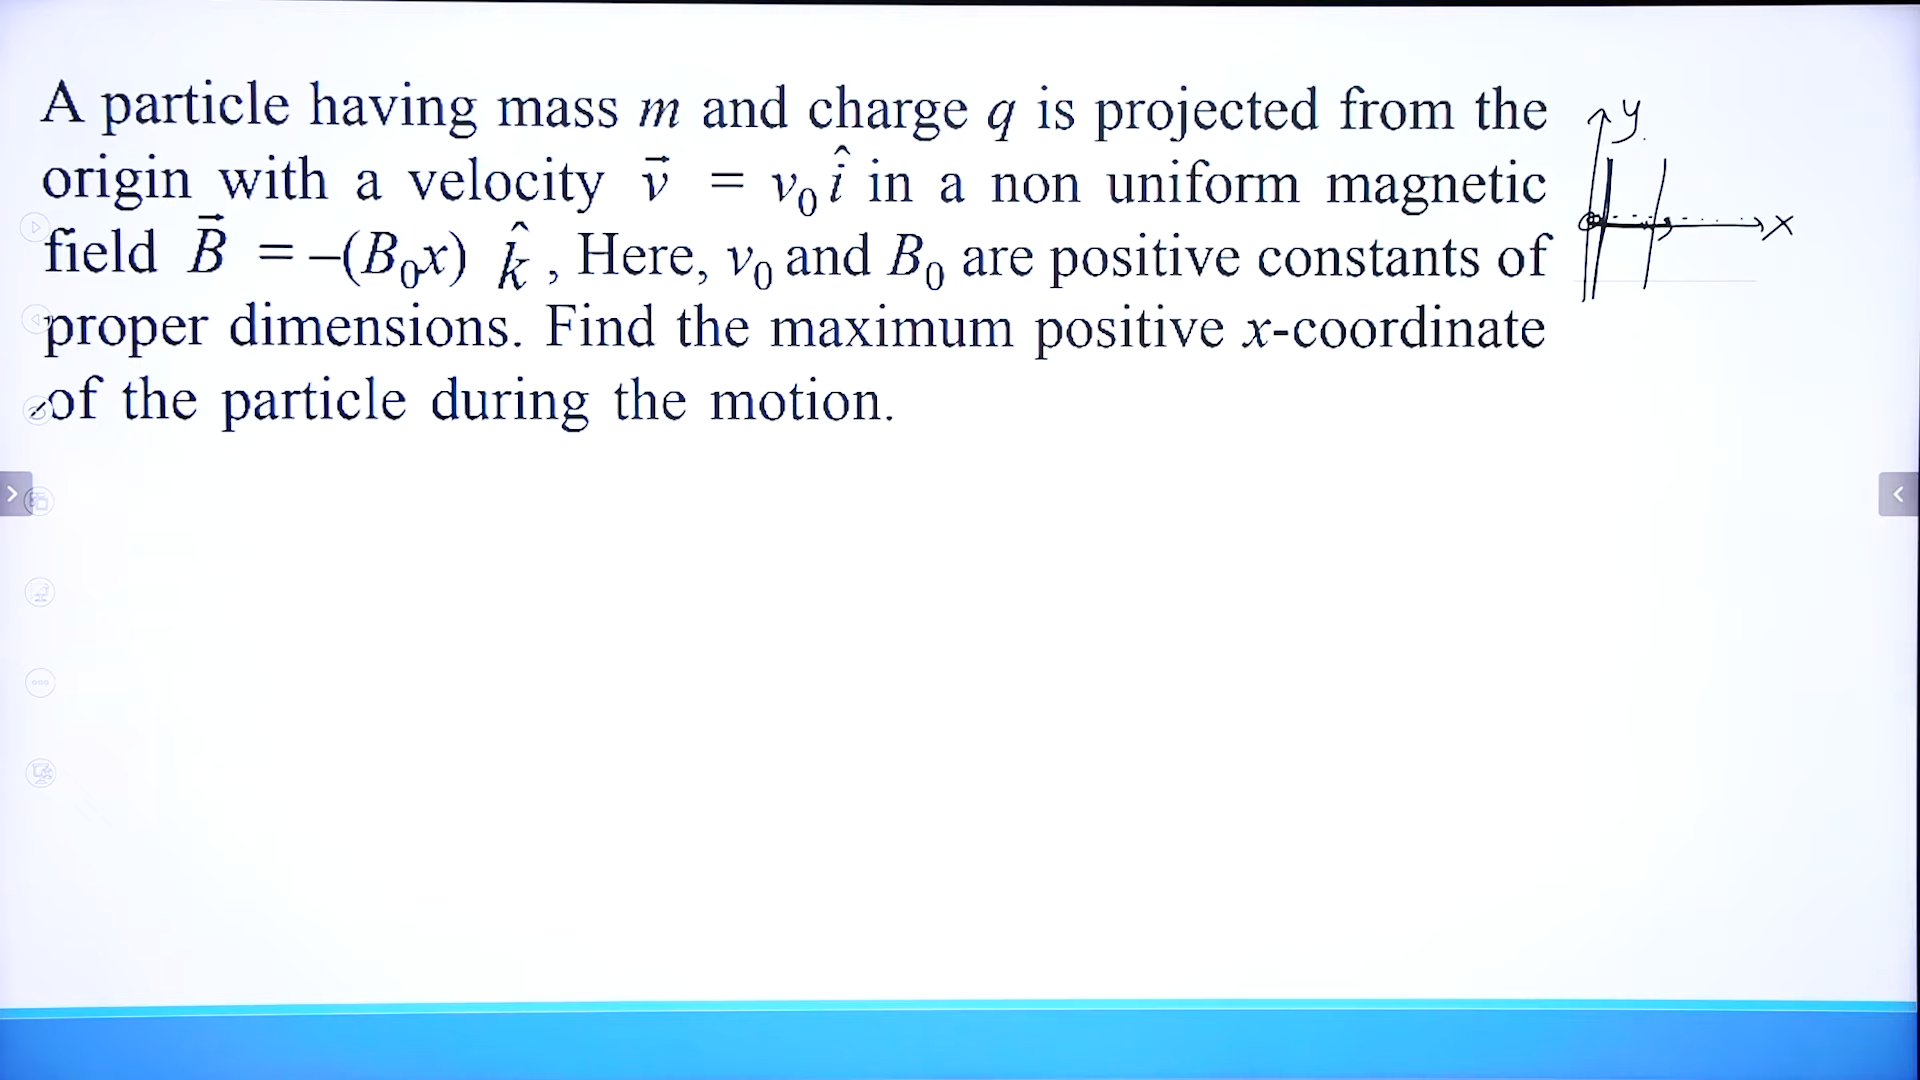 A particle having mass m and charge q is projected from the
origin with a velocity v⃗ = v₀ î in a non uniform magnetic
field B⃗ = –(B₀x) k̂ , Here, v₀ and B₀ are positive constants of
proper dimensions. Find the maximum positive x-coordinate
of the particle during the motion.
y
x